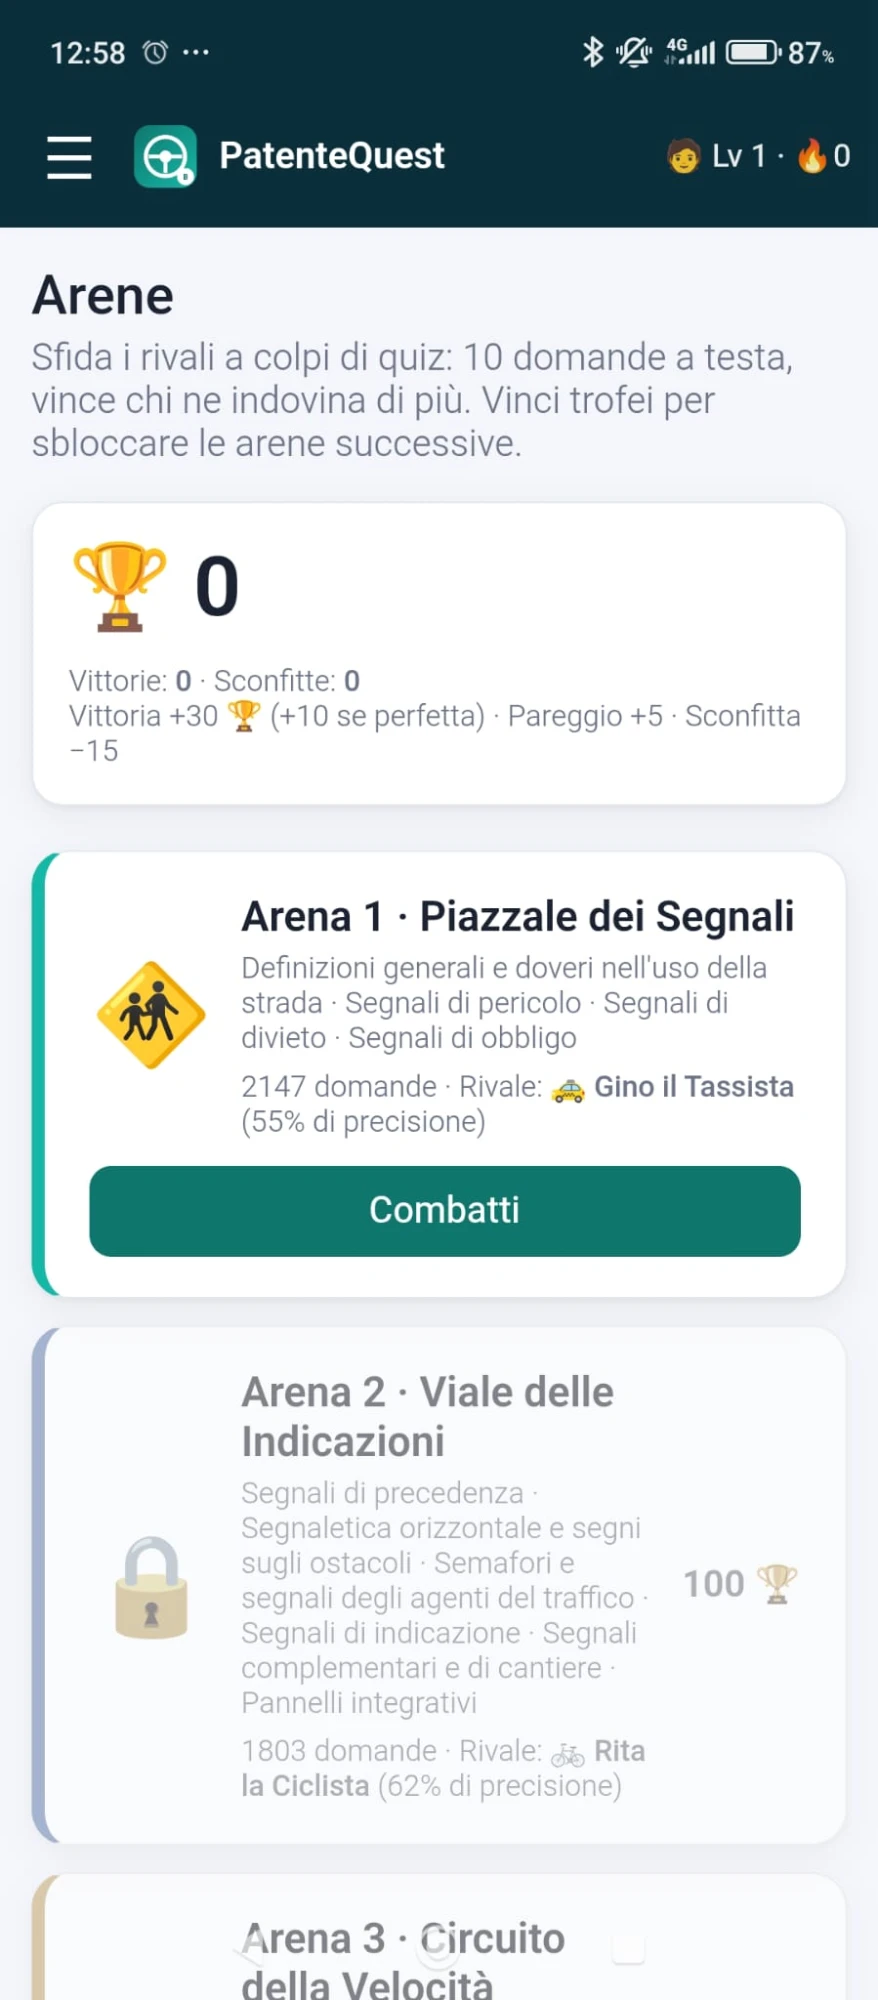 12:58 ...
4G 87%
PatenteQuest
Lv 1 · 🔥0
Arene
Sfida i rivali a colpi di quiz: 10 domande a testa,
vince chi ne indovina di più. Vinci trofei per
sbloccare le arene successive.
🏆 0
Vittorie: 0 · Sconfitte: 0
Vittoria +30 🏆 (+10 se perfetta) · Pareggio +5 · Sconfitta
−15
Arena 1 · Piazzale dei Segnali
Definizioni generali e doveri nell'uso della
strada · Segnali di pericolo · Segnali di
divieto · Segnali di obbligo
2147 domande · Rivale: 🚕 Gino il Tassista
(55% di precisione)
Combatti
Arena 2 · Viale delle
Indicazioni
Segnali di precedenza ·
Segnaletica orizzontale e segni
sugli ostacoli · Semafori e
segnali degli agenti del traffico ·
Segnali di indicazione · Segnali
complementari e di cantiere ·
Pannelli integrativi
1803 domande · Rivale: 🚲 Rita
la Ciclista (62% di precisione)
100 🏆
Arena 3 · Circuito
della Velocità